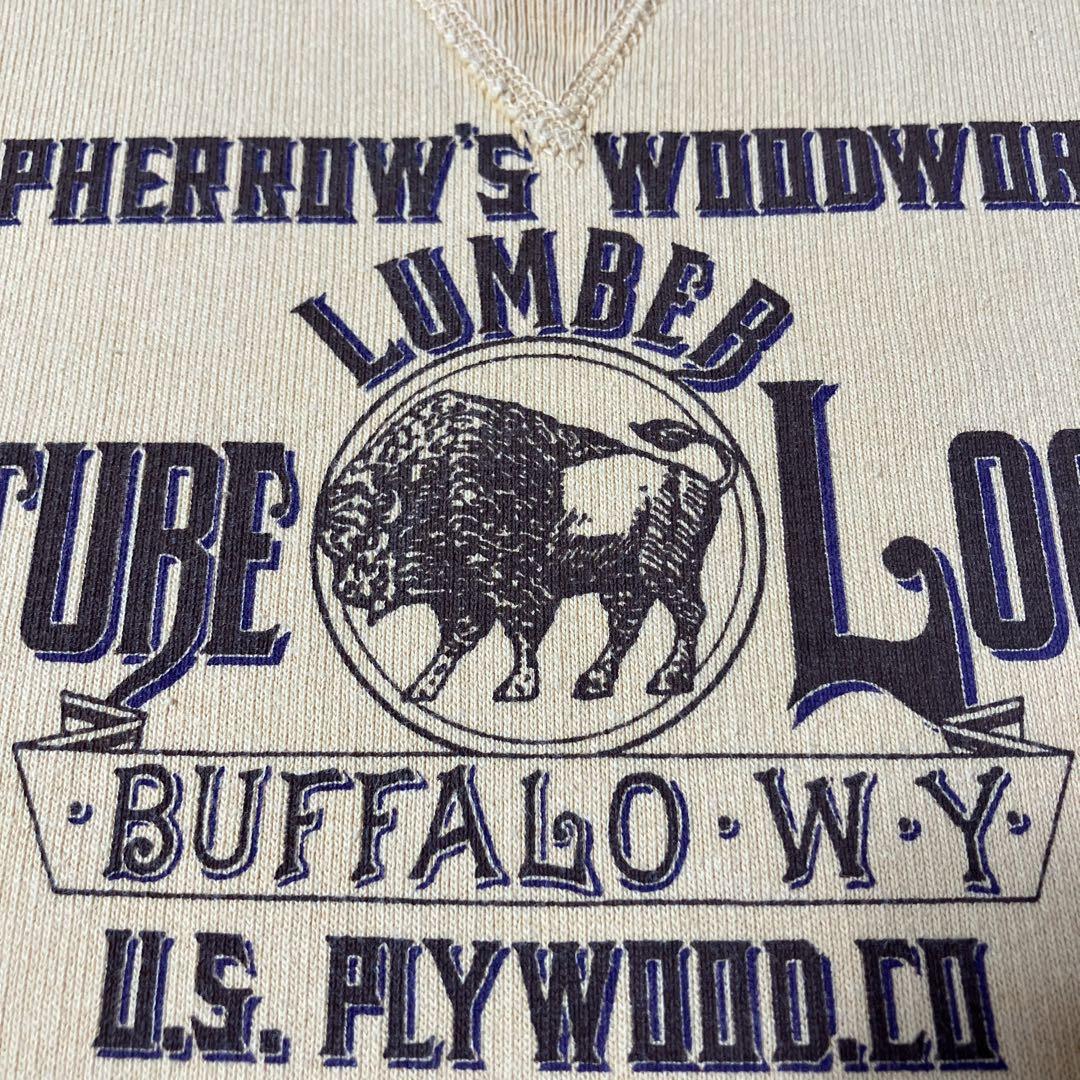 PHERROW'S WOODWOR
LUMBER
TURE LO
·BUFFALO·W·Y·
U.S. PLYWOOD.CO